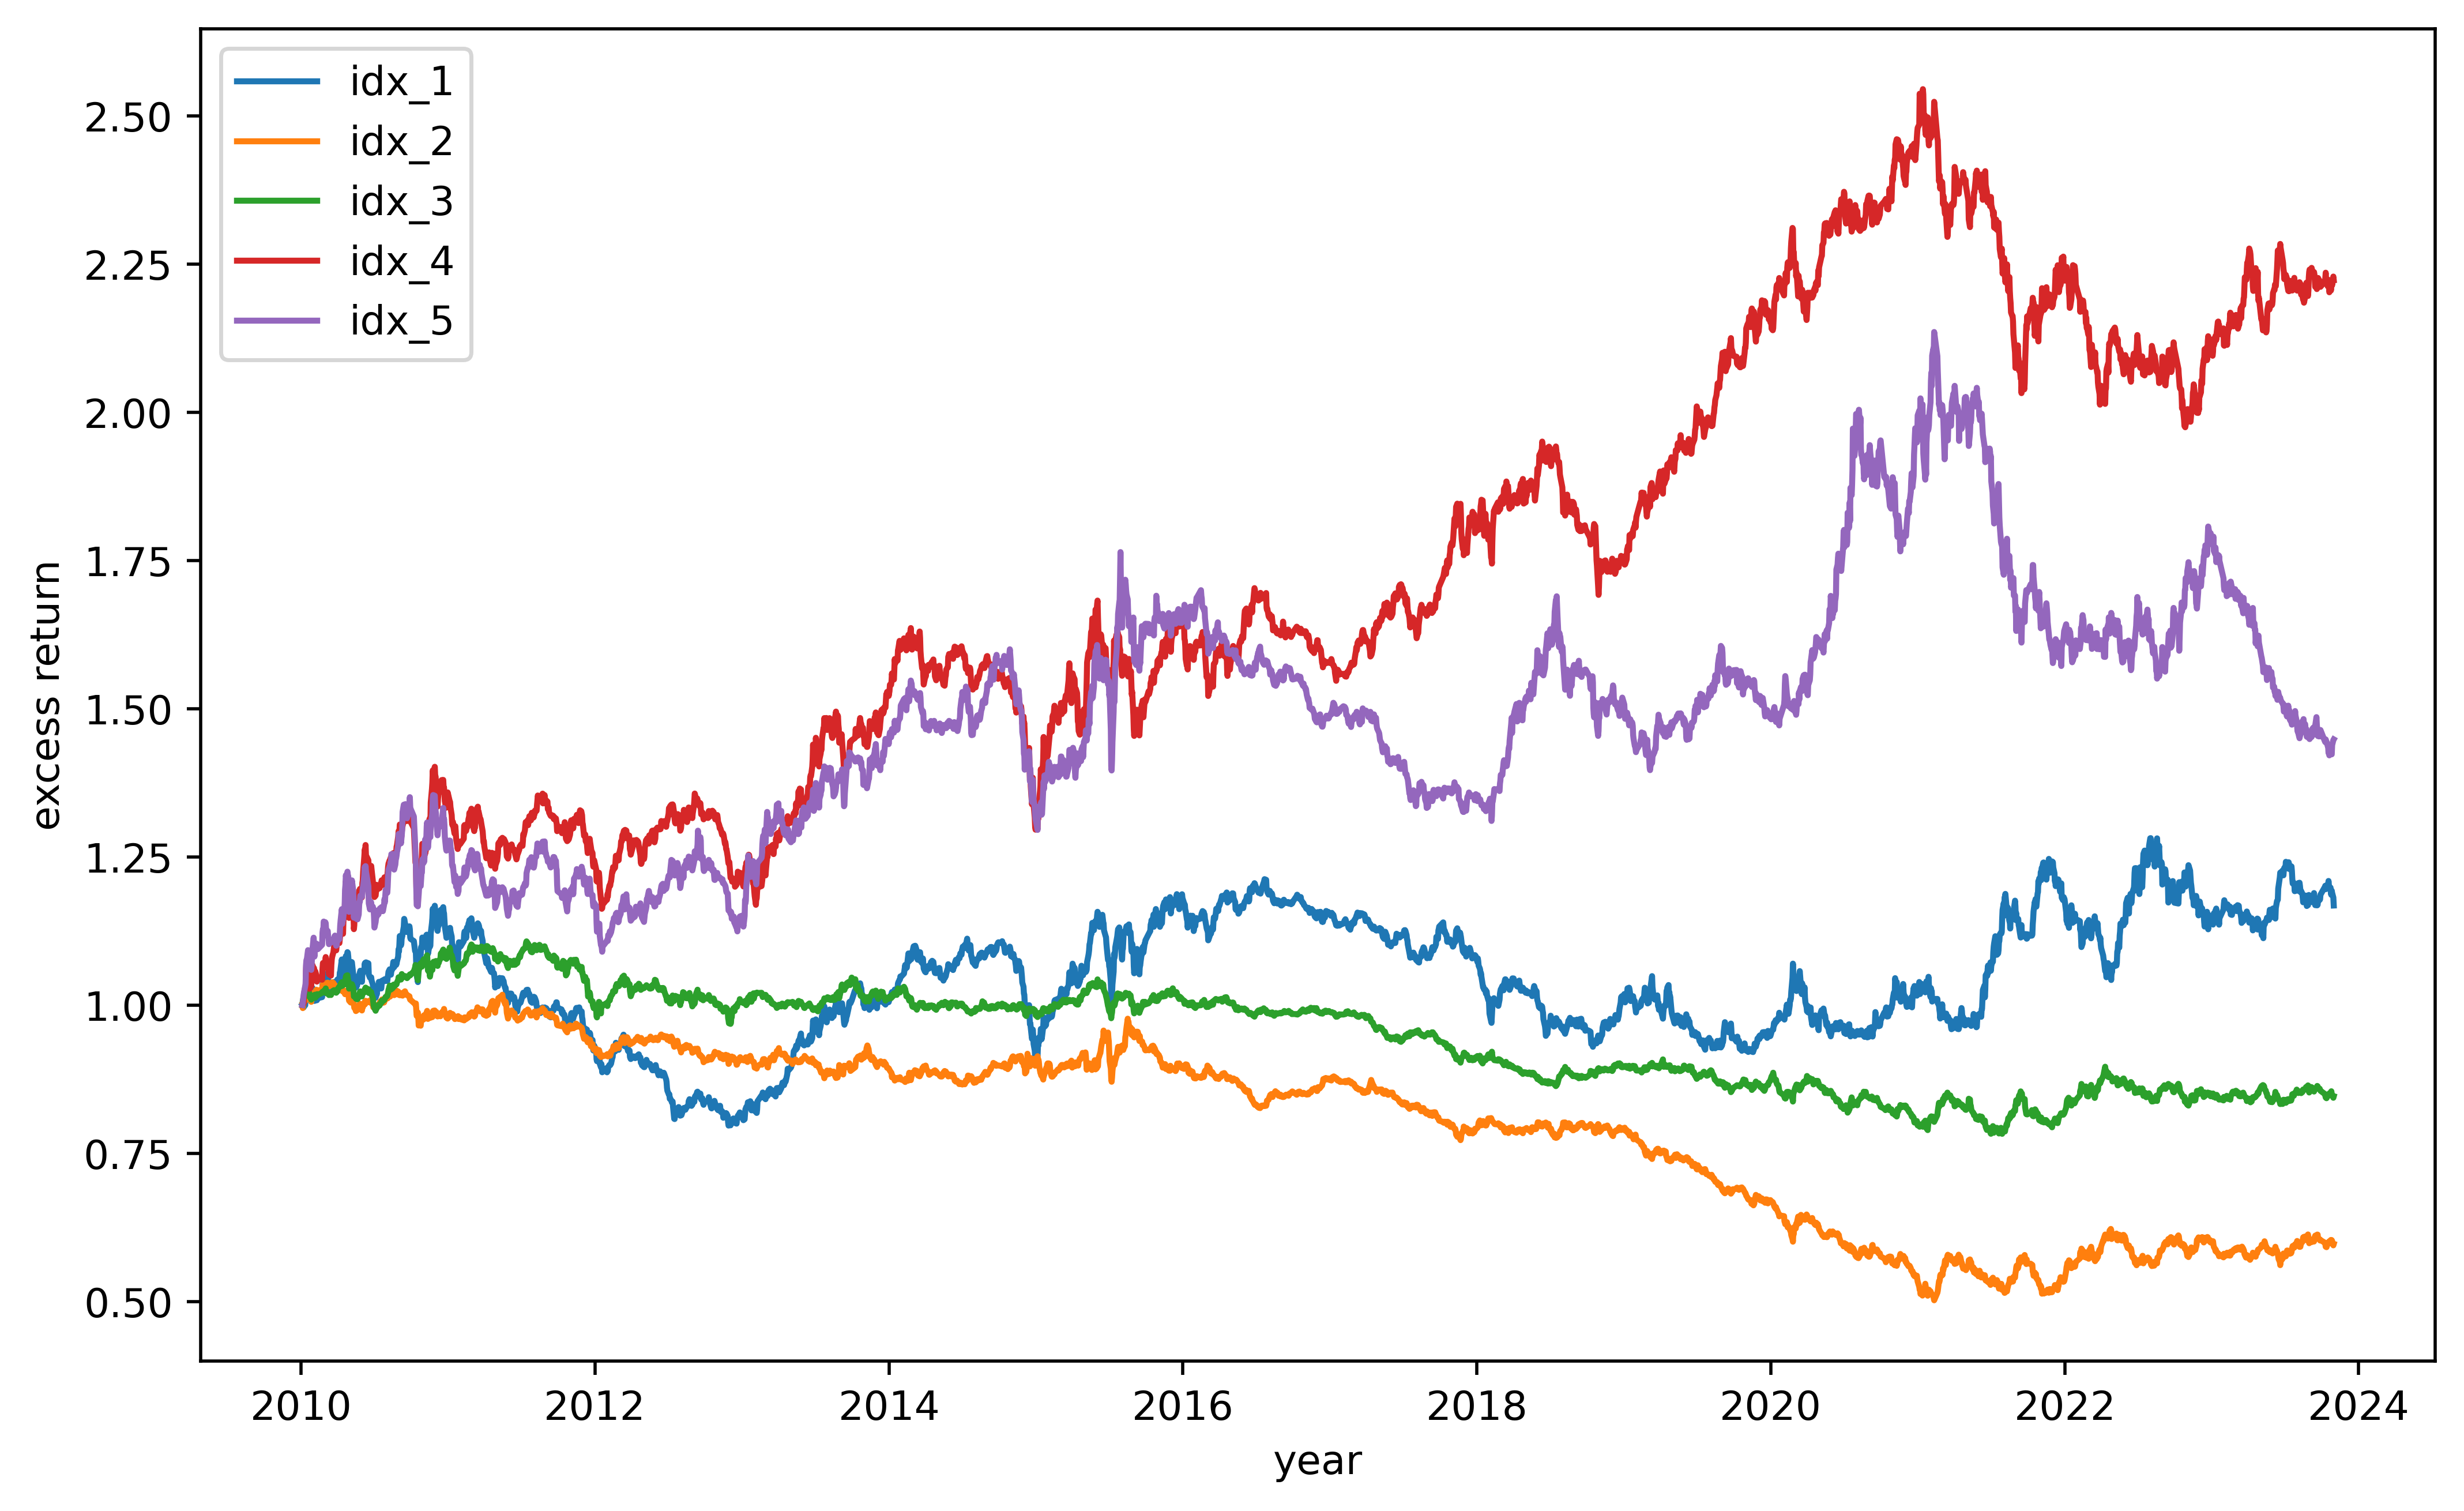 idx_1
idx_2
idx_3
idx_4
idx_5
2.50
2.25
2.00
1.75
1.50
1.25
1.00
0.75
0.50
excess return
2010 2012 2014 2016 2018 2020 2022 2024
year